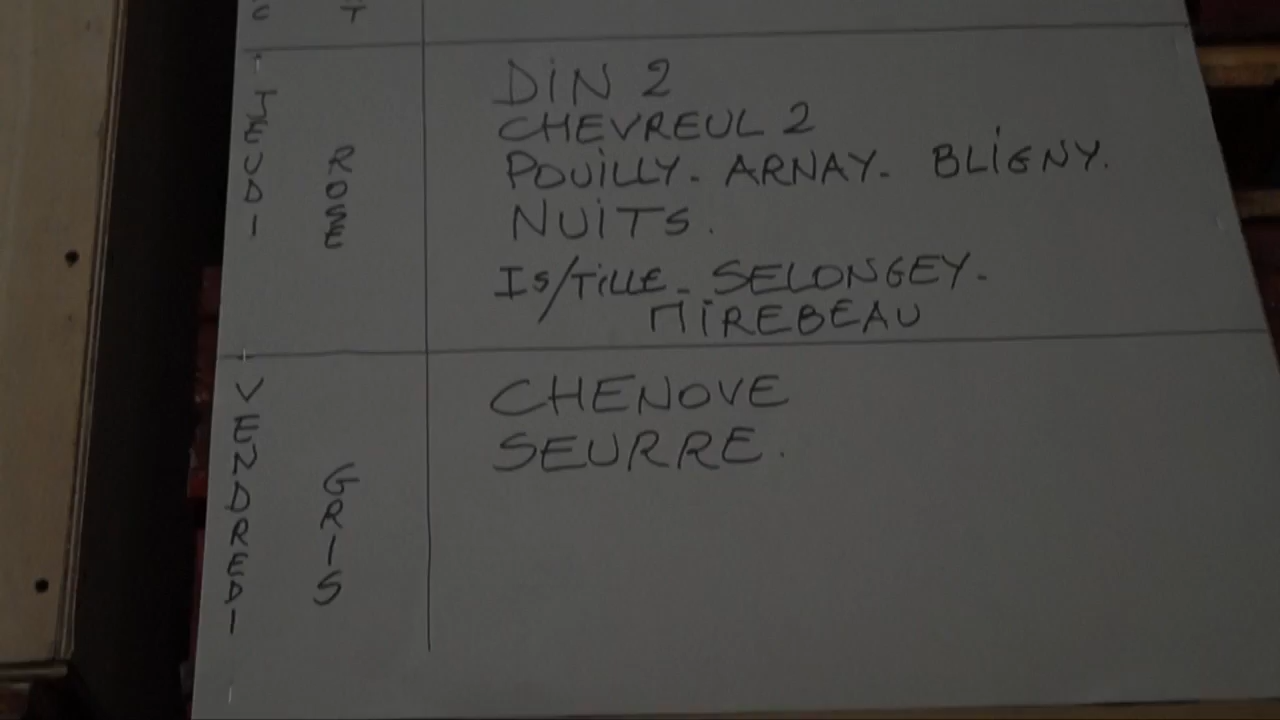 C T
JEUDI
ROSE
DiN 2
CHEVREUL 2
POUiLLY- ARNAY- BLiGNY.
NUiTS.
Is/TiLLE - SELONGEY-
MiREBEAU
VENDREDI
GRIS
CHENOVE
SEURRE.